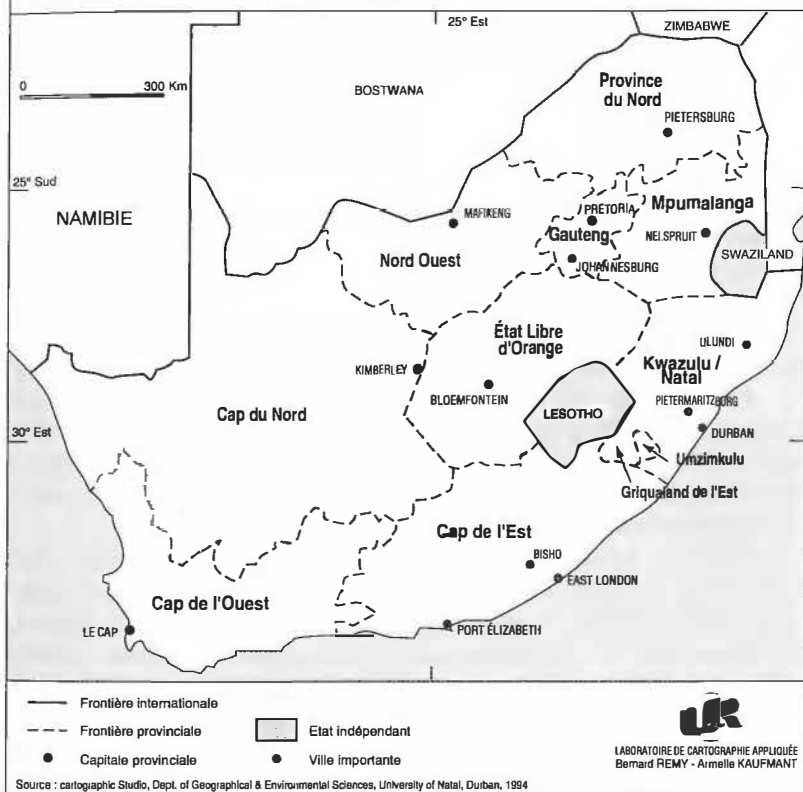 25° Est
ZIMBABWE
0 300 Km
BOSTWANA
Province
du Nord
PIETERSBURG
25° Sud
NAMIBIE
MAFIKENG
PRETORIA
Mpumalanga
Nord Ouest
Gauteng
NELSPRUIT
SWAZILAND
JOHANNESBURG
État Libre
d'Orange
ULUNDI
KIMBERLEY
BLOEMFONTEIN
Kwazulu /
Natal
Cap du Nord
LESOTHO
PIETERMARITZBURG
DURBAN
30° Est
Umzimkulu
Griqualand de l'Est
Cap de l'Est
BISHO
EAST LONDON
Cap de l'Ouest
LE CAP
PORT ÉLIZABETH
Frontière internationale
Frontière provinciale
Etat indépendant
Capitale provinciale
Ville importante
LABORATOIRE DE CARTOGRAPHIE APPLIQUÉE
Bernard REMY - Armelle KAUFMANT
Source : cartographic Studio, Dept. of Geographical & Environmental Sciences, University of Natal, Durban, 1994